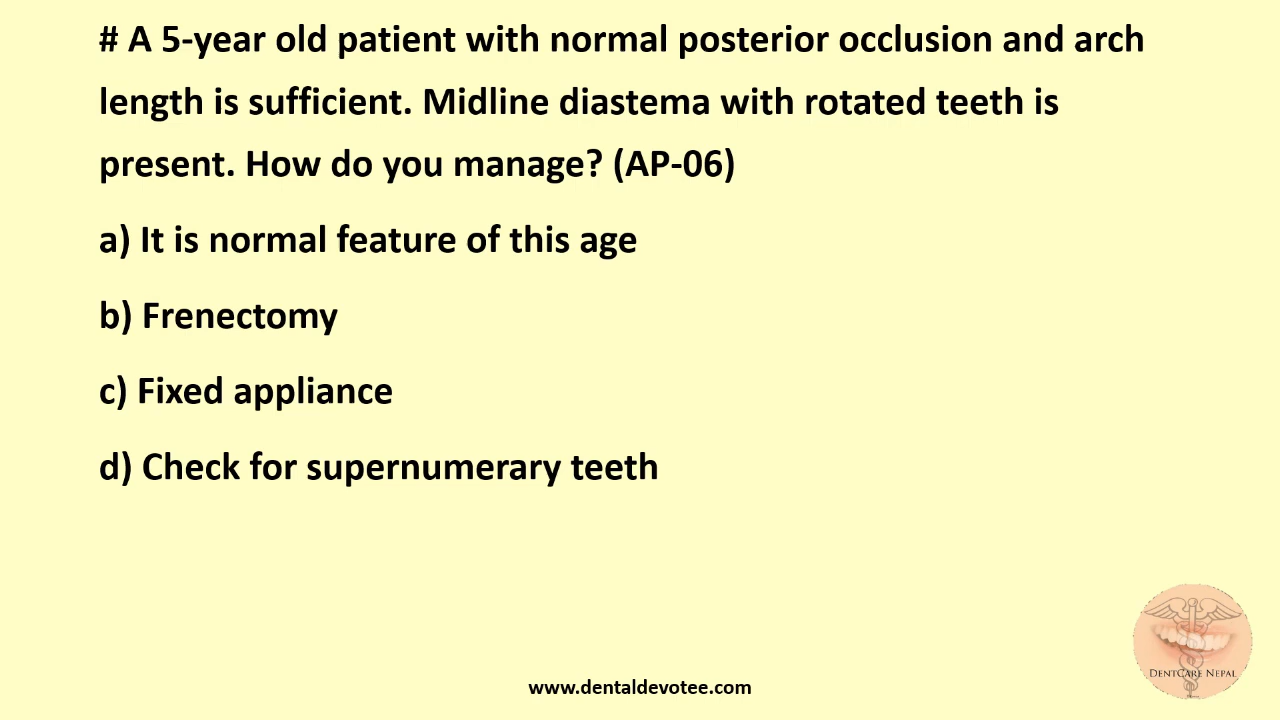 # A 5-year old patient with normal posterior occlusion and arch
length is sufficient. Midline diastema with rotated teeth is
present. How do you manage? (AP-06)
a) It is normal feature of this age
b) Frenectomy
c) Fixed appliance
d) Check for supernumerary teeth
DENTCARE NEPAL
www.dentaldevotee.com